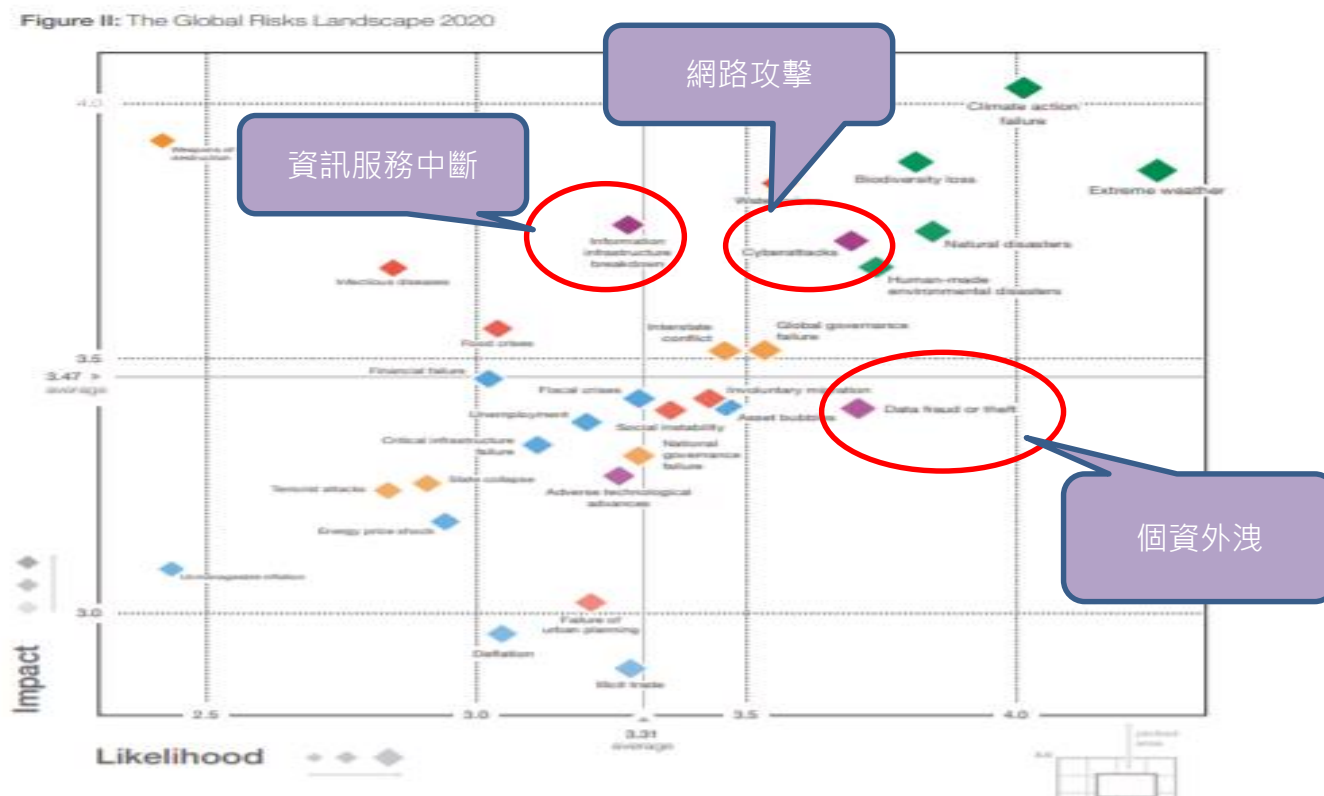 Figure II: The Global Risks Landscape 2020
網路攻擊
資訊服務中斷
4.0
Climate action
failure
Weapons of
destruction
Biodiversity loss
Extreme weather
Information
infrastructure
breakdown
Cyberattacks
Natural disasters
Infectious diseases
Human-made
environmental disasters
Interstate
conflict
Global governance
failure
Food crises
3.5
3.47 >
average
Financial failure
Fiscal crises
Involuntary migration
Data fraud or theft
Unemployment
Asset bubbles
Social instability
Critical infrastructure
failure
National
governance
failure
Terrorist attacks
State collapse
Adverse technological
advances
Energy price shock
個資外洩
Unmanageable inflation
3.0
Failure of
urban planning
Deflation
Illicit trade
Impact
2.5
3.0
3.5
4.0
3.31
average
Likelihood
plotted
area